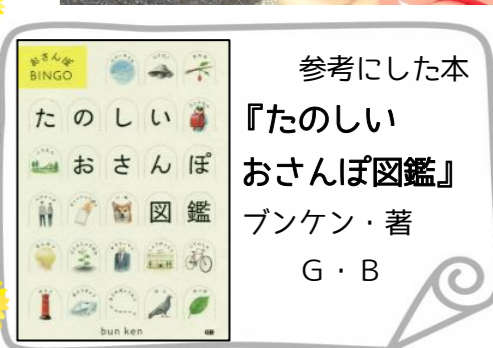 おさんぽ
BINGO
たのしい
おさんぽ
図鑑
bun ken
参考にした本
『たのしい
おさんぽ図鑑』
ブンケン・著
G・B